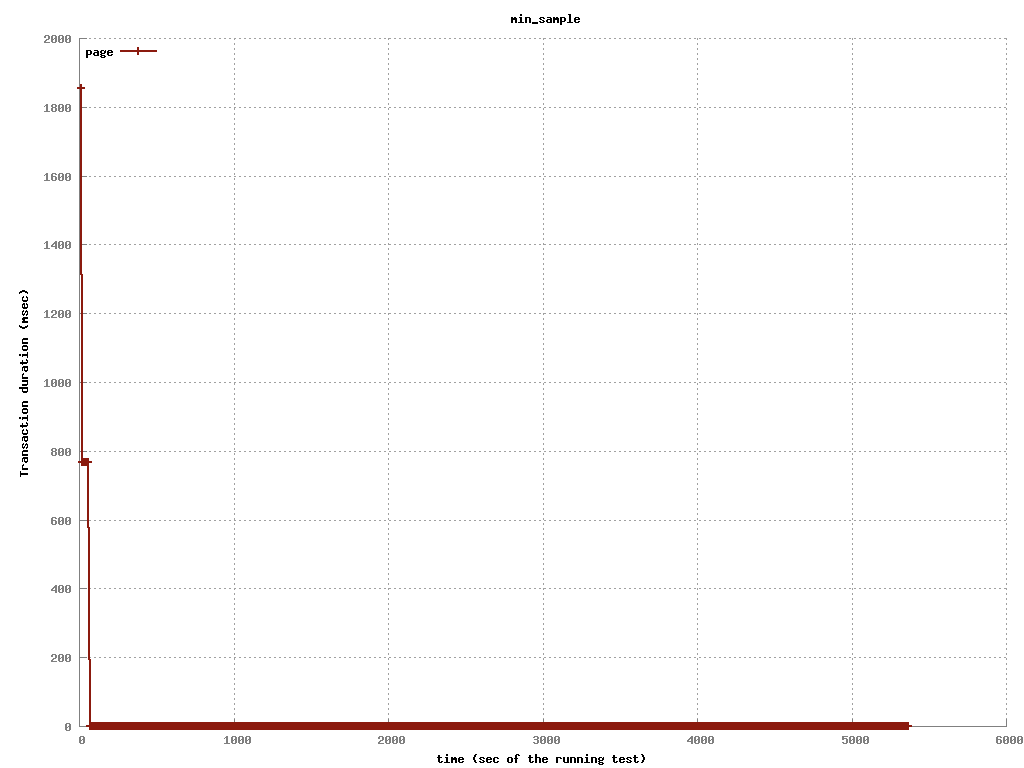 min_sample
2000
page
1800
1600
1400
1200
1000
800
600
400
200
0
Transaction duration (msec)
0 1000 2000 3000 4000 5000 6000
time (sec of the running test)